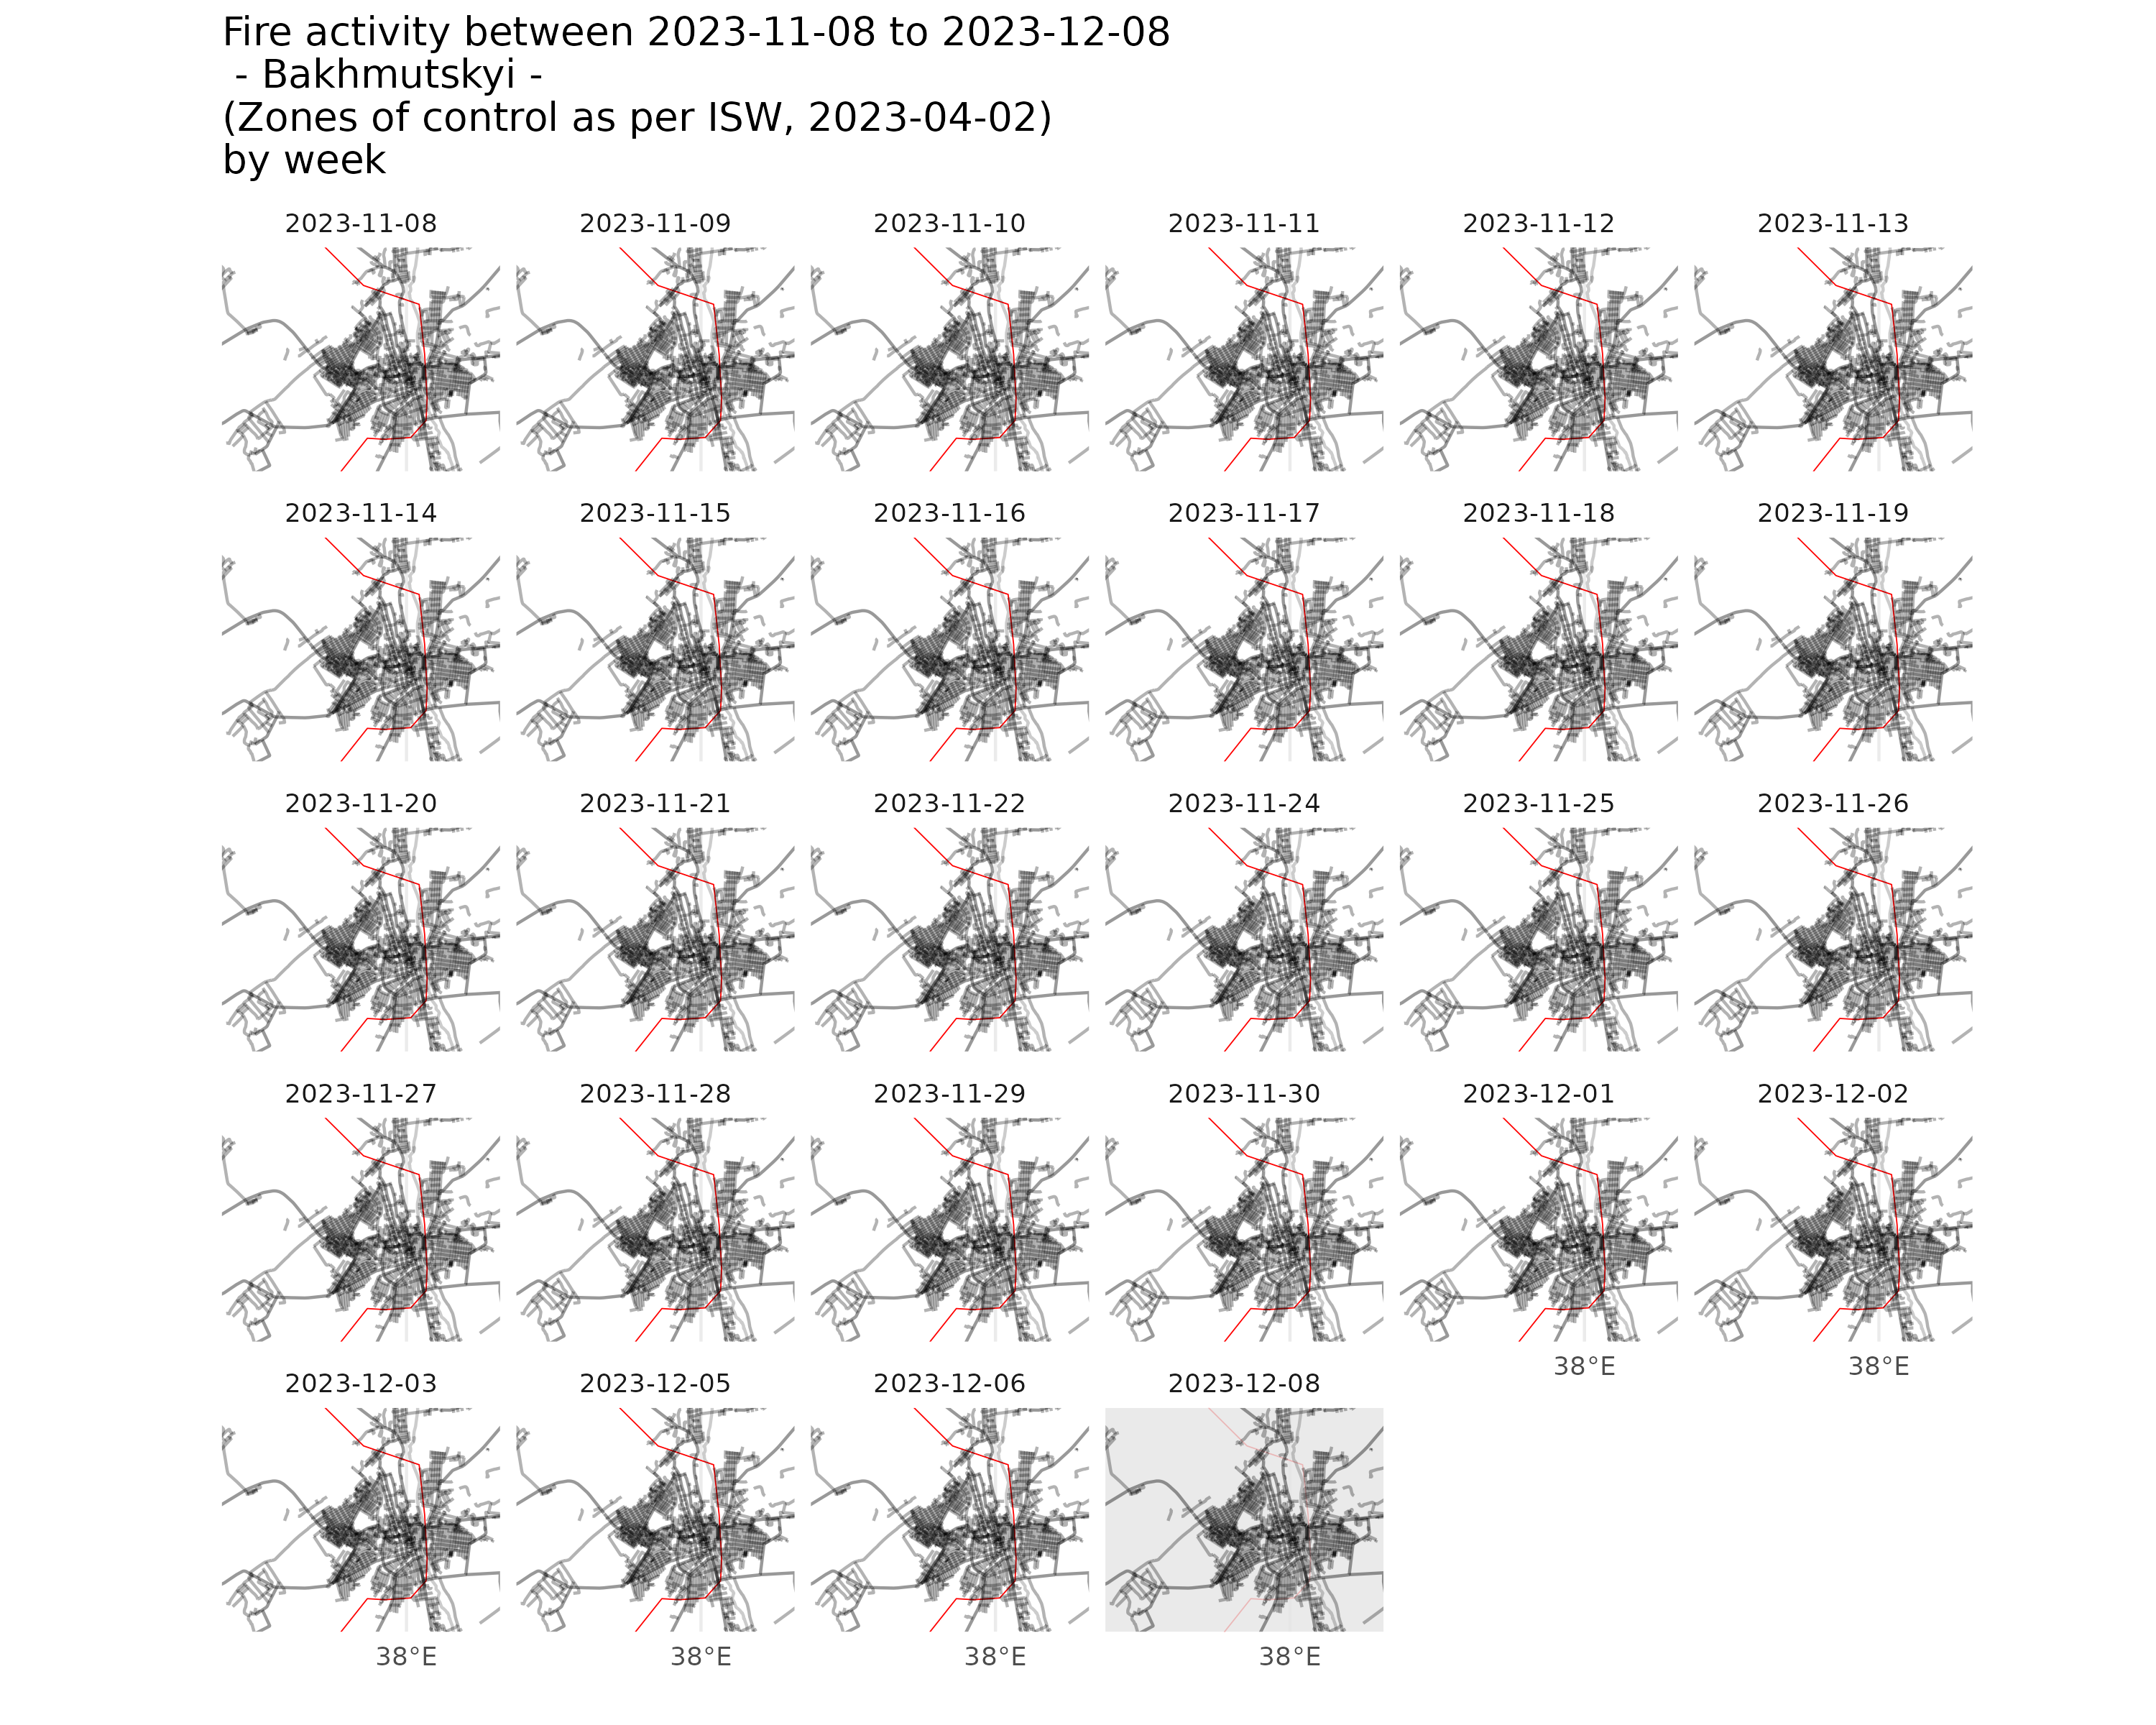 Fire activity between 2023-11-08 to 2023-12-08
- Bakhmutskyi -
(Zones of control as per ISW, 2023-04-02)
by week
2023-11-08 2023-11-09 2023-11-10 2023-11-11 2023-11-12 2023-11-13
2023-11-14 2023-11-15 2023-11-16 2023-11-17 2023-11-18 2023-11-19
2023-11-20 2023-11-21 2023-11-22 2023-11-24 2023-11-25 2023-11-26
2023-11-27 2023-11-28 2023-11-29 2023-11-30 2023-12-01 2023-12-02
38°E 38°E
2023-12-03 2023-12-05 2023-12-06 2023-12-08
38°E 38°E 38°E 38°E